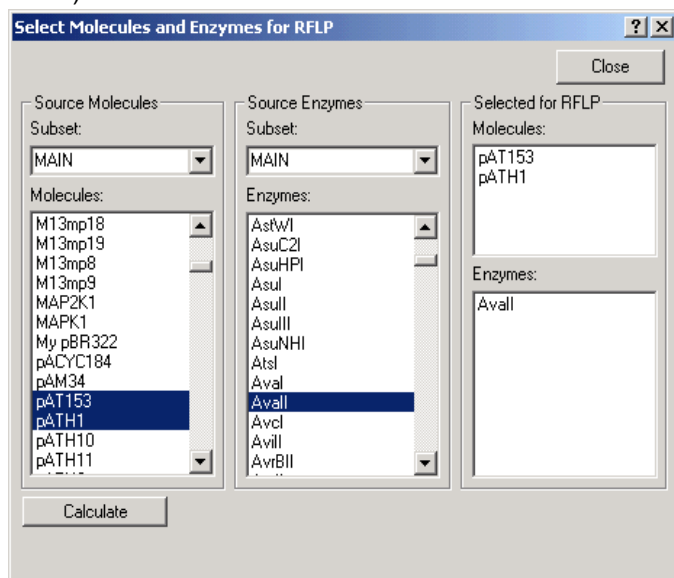 Select Molecules and Enzymes for RFLP
Close
Source Molecules
Subset:
MAIN
Molecules:
M13mp18
M13mp19
M13mp8
M13mp9
MAP2K1
MAPK1
My pBR322
pACYC184
pAM34
pAT153
pATH1
pATH10
pATH11
Source Enzymes
Subset:
MAIN
Enzymes:
AstWI
AsuC2I
AsuHPI
AsuI
AsuII
AsuIII
AsuNHI
AtsI
AvaI
AvaII
AvcI
AviII
AvrBII
Selected for RFLP
Molecules:
pAT153
pATH1
Enzymes:
AvaII
Calculate